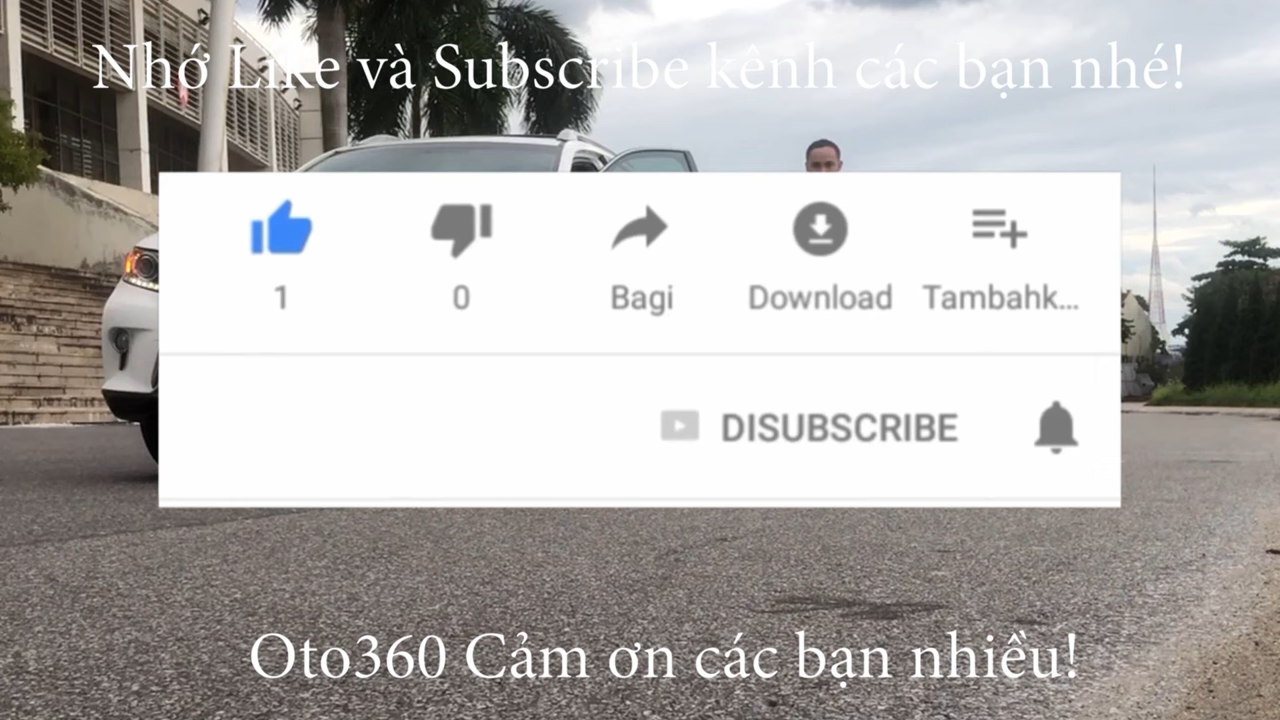 Nhớ Like và Subscribe kênh các bạn nhé!
1 0 Bagi Download Tambahk...
DISUBSCRIBE
Oto360 Cảm ơn các bạn nhiều!